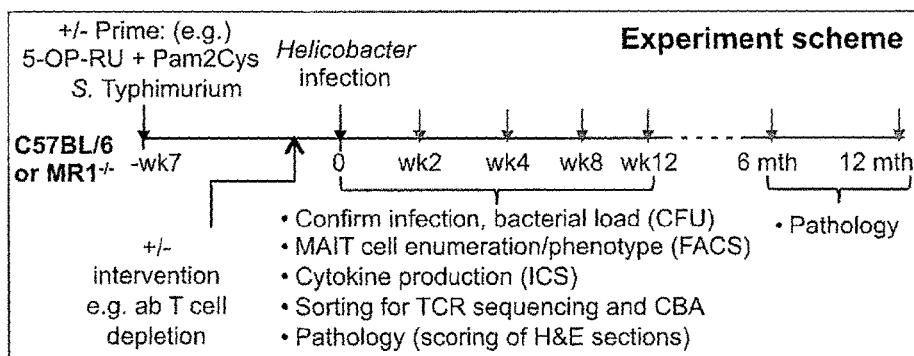 +/- Prime: (e.g.)
5-OP-RU + Pam2Cys
S. Typhimurium
Helicobacter
infection
Experiment scheme
C57BL/6
or MR1-/-
-wk7
0
wk2
wk4
wk8
wk12
6 mth
12 mth
+/-
intervention
e.g. ab T cell
depletion
• Confirm infection, bacterial load (CFU)
• MAIT cell enumeration/phenotype (FACS)
• Cytokine production (ICS)
• Sorting for TCR sequencing and CBA
• Pathology (scoring of H&E sections)
• Pathology